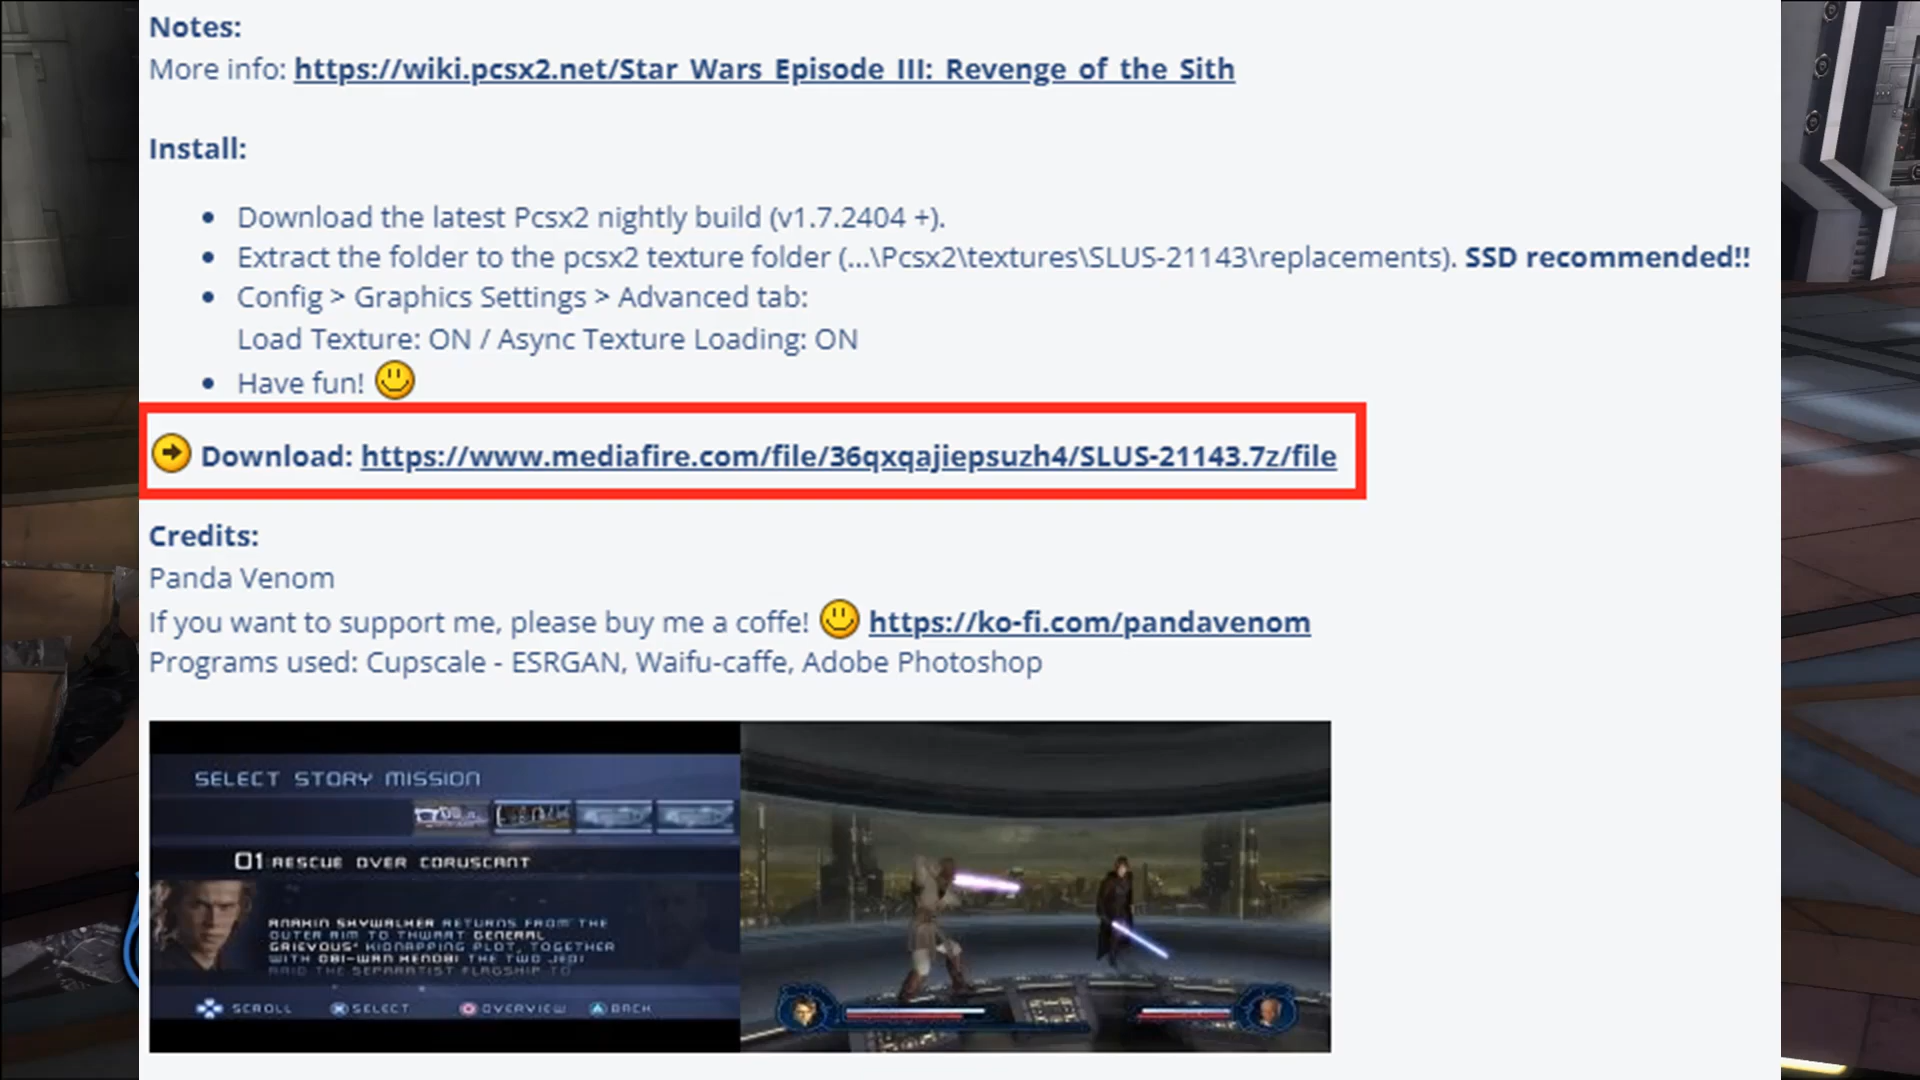 Notes:
More info: https://wiki.pcsx2.net/Star_Wars_Episode_III:_Revenge_of_the_Sith
Install:
• Download the latest Pcsx2 nightly build (v1.7.2404 +).
• Extract the folder to the pcsx2 texture folder (...\Pcsx2\textures\SLUS-21143\replacements). SSD recommended!!
• Config > Graphics Settings > Advanced tab:
Load Texture: ON / Async Texture Loading: ON
• Have fun!
Download: https://www.mediafire.com/file/36qxqajiepsuzh4/SLUS-21143.7z/file
Credits:
Panda Venom
If you want to support me, please buy me a coffe! https://ko-fi.com/pandavenom
Programs used: Cupscale - ESRGAN, Waifu-caffe, Adobe Photoshop
SELECT STORY MISSION
01 RESCUE OVER CORUSCANT
ANAKIN SKYWALKER RETURNS FROM THE
OUTER RIM TO THWART GENERAL
GRIEVOUS' KIDNAPPING PLOT, TOGETHER
WITH OBI-WAN KENOBI THE TWO JEDI
RAID THE SEPARATIST FLAGSHIP TO
SCROLL SELECT OVERVIEW BACK